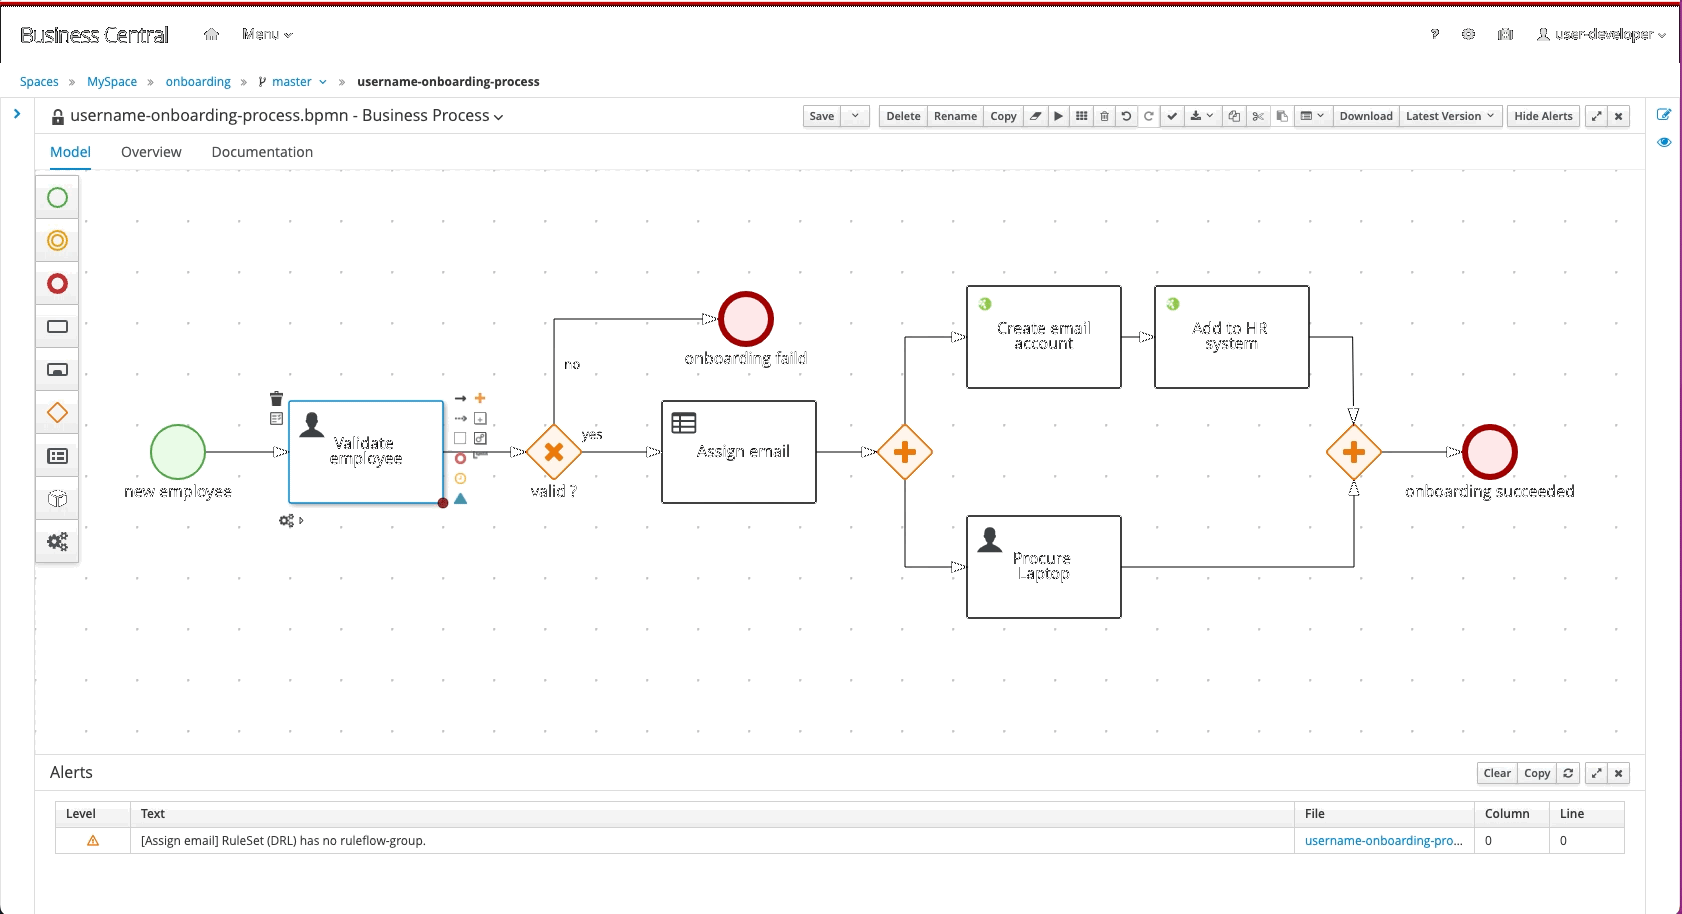 Business Central Menu ? user-developer
Spaces » MySpace » onboarding » master » username-onboarding-process
username-onboarding-process.bpmn - Business Process
Save Delete Rename Copy Download Latest Version Hide Alerts
Model Overview Documentation
onboarding faild
no
Create email
account
Add to HR
system
Validate
employee
yes
Assign email
new employee
valid ?
onboarding succeeded
Procure
Laptop
Alerts
Clear Copy
Level Text File Column Line
[Assign email] RuleSet (DRL) has no ruleflow-group. username-onboarding-pro... 0 0